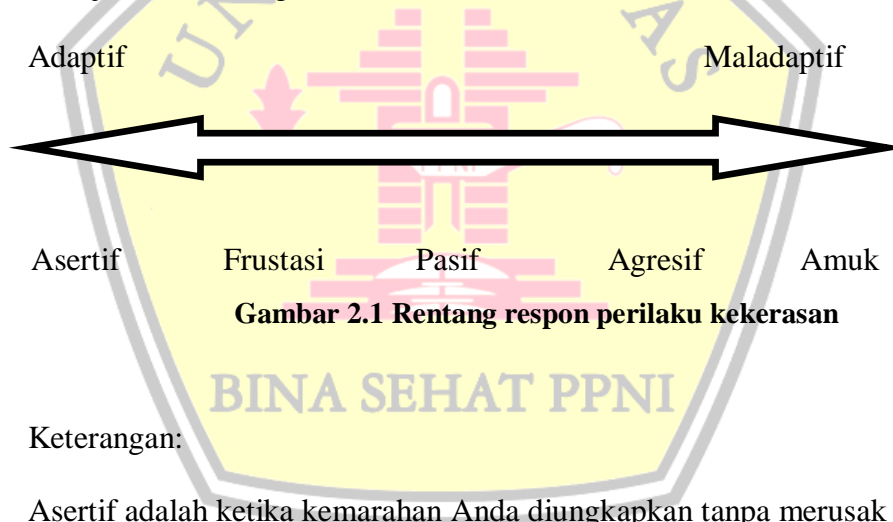 Adaptif Maladaptif
Asertif Frustasi Pasif Agresif Amuk
Gambar 2.1 Rentang respon perilaku kekerasan
BINA SEHAT PPNI
Keterangan:
Asertif adalah ketika kemarahan Anda diungkapkan tanpa merusak